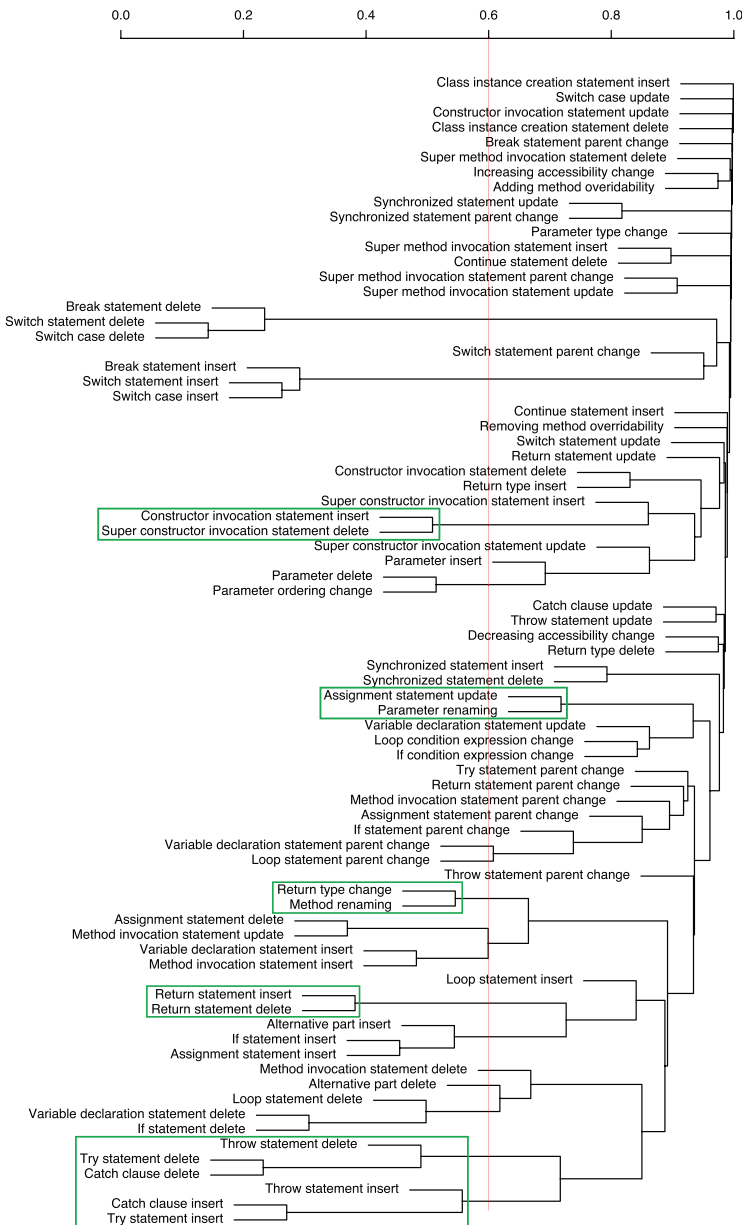 0.0 0.2 0.4 0.6 0.8 1.0
Class instance creation statement insert
Switch case update
Constructor invocation statement update
Class instance creation statement delete
Break statement parent change
Super method invocation statement delete
Increasing accessibility change
Adding method overidability
Synchronized statement update
Synchronized statement parent change
Parameter type change
Super method invocation statement insert
Continue statement delete
Super method invocation statement parent change
Super method invocation statement update
Break statement delete
Switch statement delete
Switch case delete
Switch statement parent change
Break statement insert
Switch statement insert
Switch case insert
Continue statement insert
Removing method overridability
Switch statement update
Return statement update
Constructor invocation statement delete
Return type insert
Super constructor invocation statement insert
Constructor invocation statement insert
Super constructor invocation statement delete
Super constructor invocation statement update
Parameter insert
Parameter delete
Parameter ordering change
Catch clause update
Throw statement update
Decreasing accessibility change
Return type delete
Synchronized statement insert
Synchronized statement delete
Assignment statement update
Parameter renaming
Variable declaration statement update
Loop condition expression change
If condition expression change
Try statement parent change
Return statement parent change
Method invocation statement parent change
Assignment statement parent change
If statement parent change
Variable declaration statement parent change
Loop statement parent change
Throw statement parent change
Return type change
Method renaming
Assignment statement delete
Method invocation statement update
Variable declaration statement insert
Method invocation statement insert
Loop statement insert
Return statement insert
Return statement delete
Alternative part insert
If statement insert
Assignment statement insert
Method invocation statement delete
Alternative part delete
Loop statement delete
Variable declaration statement delete
If statement delete
Throw statement delete
Try statement delete
Catch clause delete
Throw statement insert
Catch clause insert
Try statement insert